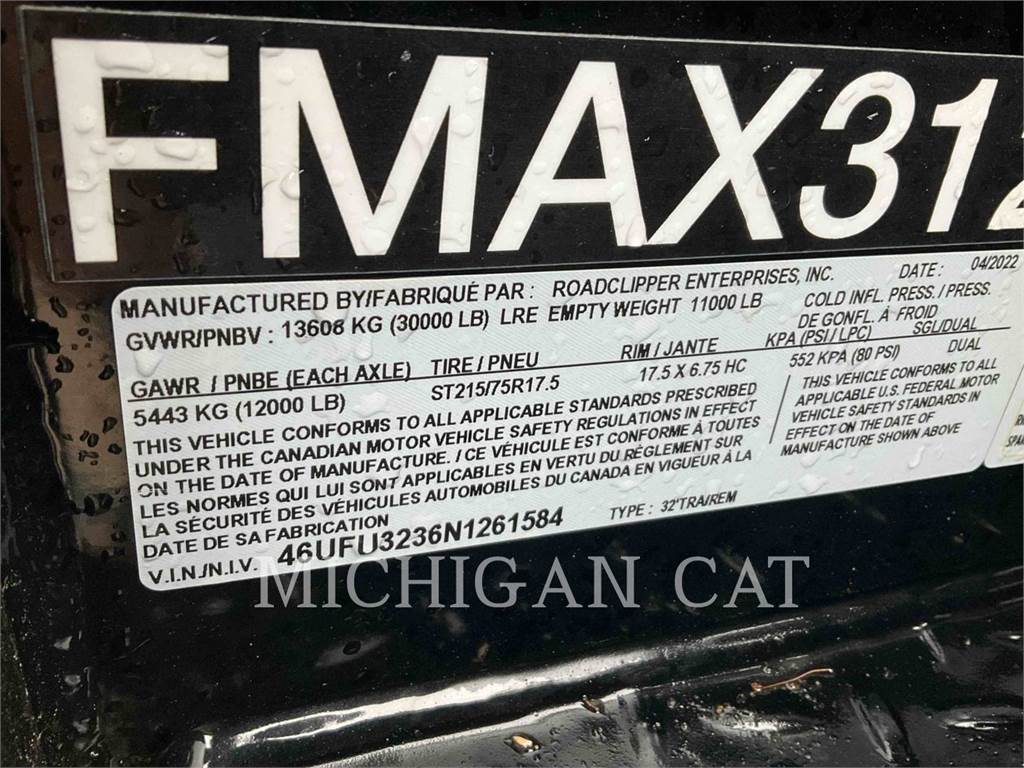 FMAX312
MANUFACTURED BY/FABRIQUÉ PAR : ROADCLIPPER ENTERPRISES, INC. DATE : 04/2022
GVWR/PNBV : 13608 KG (30000 LB) LRE EMPTY WEIGHT 11000 LB COLD INFL. PRESS./PRESS.
DE GONFL. À FROID
GAWR / PNBE (EACH AXLE) TIRE / PNEU RIM / JANTE KPA (PSI / LPC) SGL/DUAL
5443 KG (12000 LB) ST215/75R17.5 17.5 X 6.75 HC 552 KPA (80 PSI) DUAL
THIS VEHICLE CONFORMS TO ALL APPLICABLE STANDARDS PRESCRIBED
UNDER THE CANADIAN MOTOR VEHICLE SAFETY REGULATIONS IN EFFECT
ON THE DATE OF MANUFACTURE. / CE VÉHICULE EST CONFORME À TOUTES
LES NORMES QUI LUI SONT APPLICABLES EN VERTU DU RÈGLEMENT SUR
LA SÉCURITÉ DES VÉHICULES AUTOMOBILES DU CANADA EN VIGUEUR À LA
DATE DE SA FABRICATION
THIS VEHICLE CONFORMS TO ALL
APPLICABLE U.S. FEDERAL MOTOR
VEHICLE SAFETY STANDARDS IN
EFFECT ON THE DATE OF
MANUFACTURE SHOWN ABOVE
V.I.N./N.I.V. 46UFU3236N1261584 TYPE : 32'TRA/REM
MICHIGAN CAT